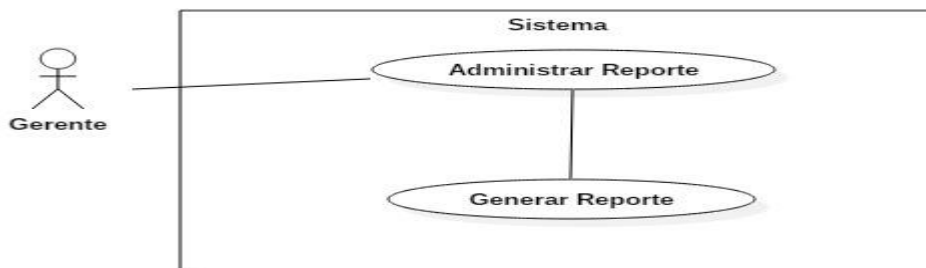 Sistema
Administrar Reporte
Gerente
Generar Reporte